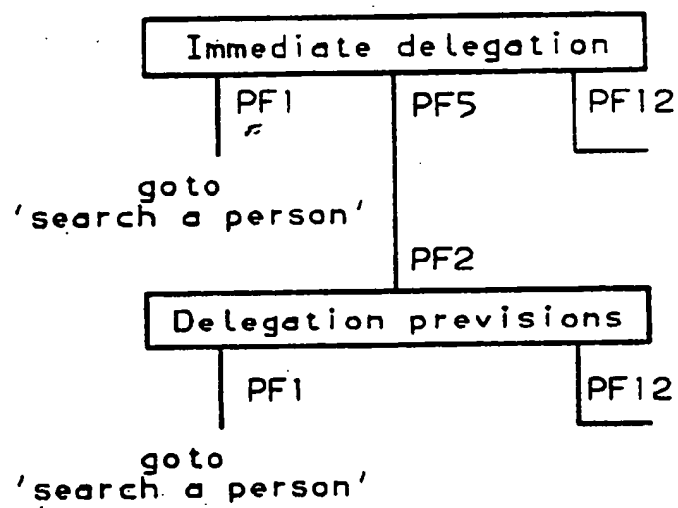 Immediate delegation
PF1 PF5 PF12
goto
'search a person'
PF2
Delegation previsions
PF1 PF12
goto
'search a person'